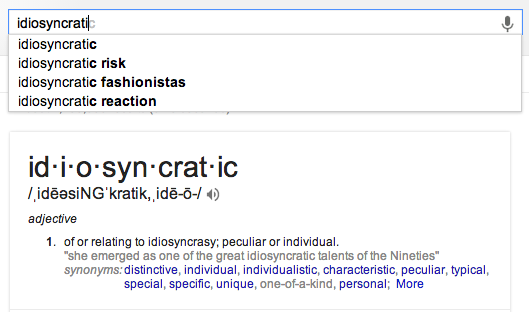 idiosyncratic
idiosyncratic
idiosyncratic risk
idiosyncratic fashionistas
idiosyncratic reaction
id·i·o·syn·crat·ic
/ˌidēəsiNGˈkratik,ˌidē-ō-/
adjective
1. of or relating to idiosyncrasy; peculiar or individual.
"she emerged as one of the great idiosyncratic talents of the Nineties"
synonyms: distinctive, individual, individualistic, characteristic, peculiar, typical,
special, specific, unique, one-of-a-kind, personal; More